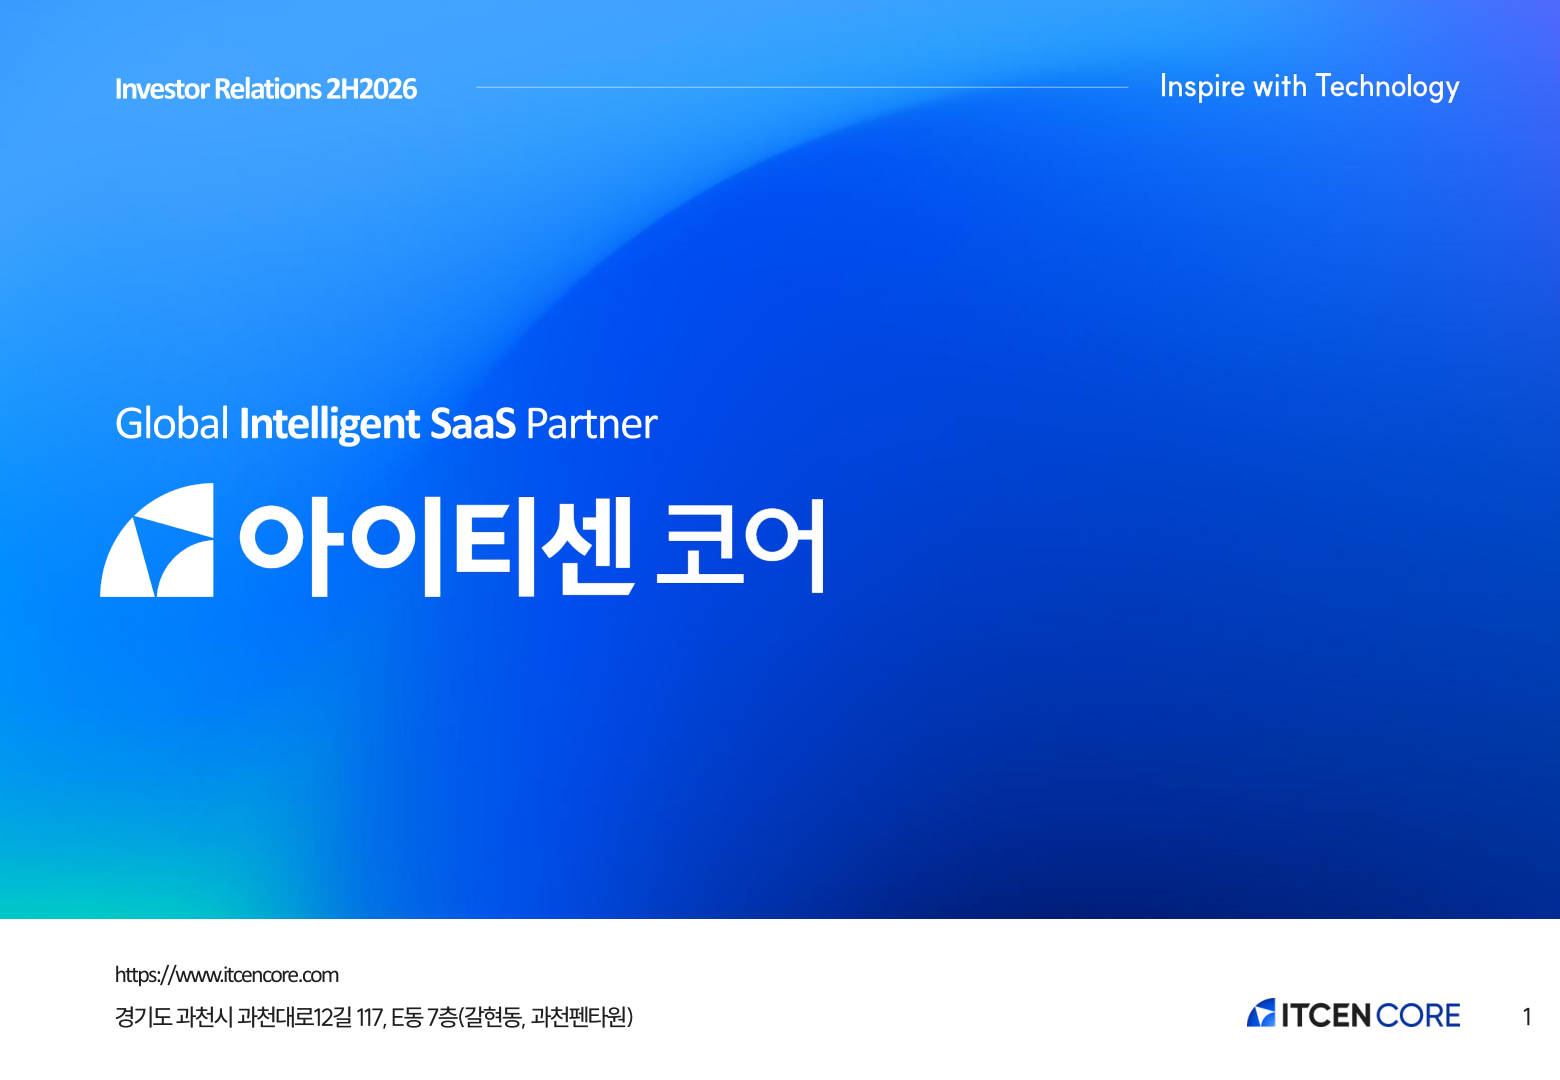 Investor Relations 2H2026
Inspire with Technology
Global Intelligent SaaS Partner
아이티센 코어
https://www.itcencore.com
경기도 과천시 과천대로12길 117, E동 7층(갈현동, 과천펜타원)
ITCEN CORE
1